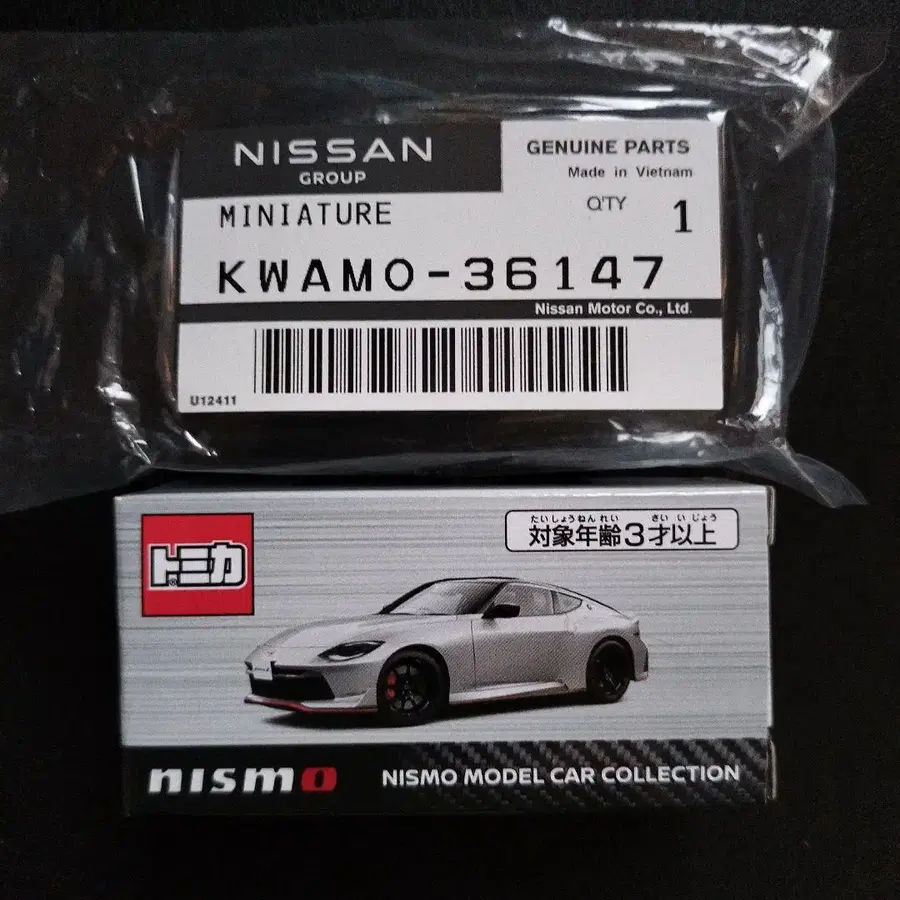 NISSAN
GROUP
GENUINE PARTS
Made in Vietnam
MINIATURE
Q'TY 1
KWAMO-36147
Nissan Motor Co., Ltd.
U12411
トミカ®
たいしょうねんれい さい いじょう
対象年齢3才以上
nismo
NISMO MODEL CAR COLLECTION